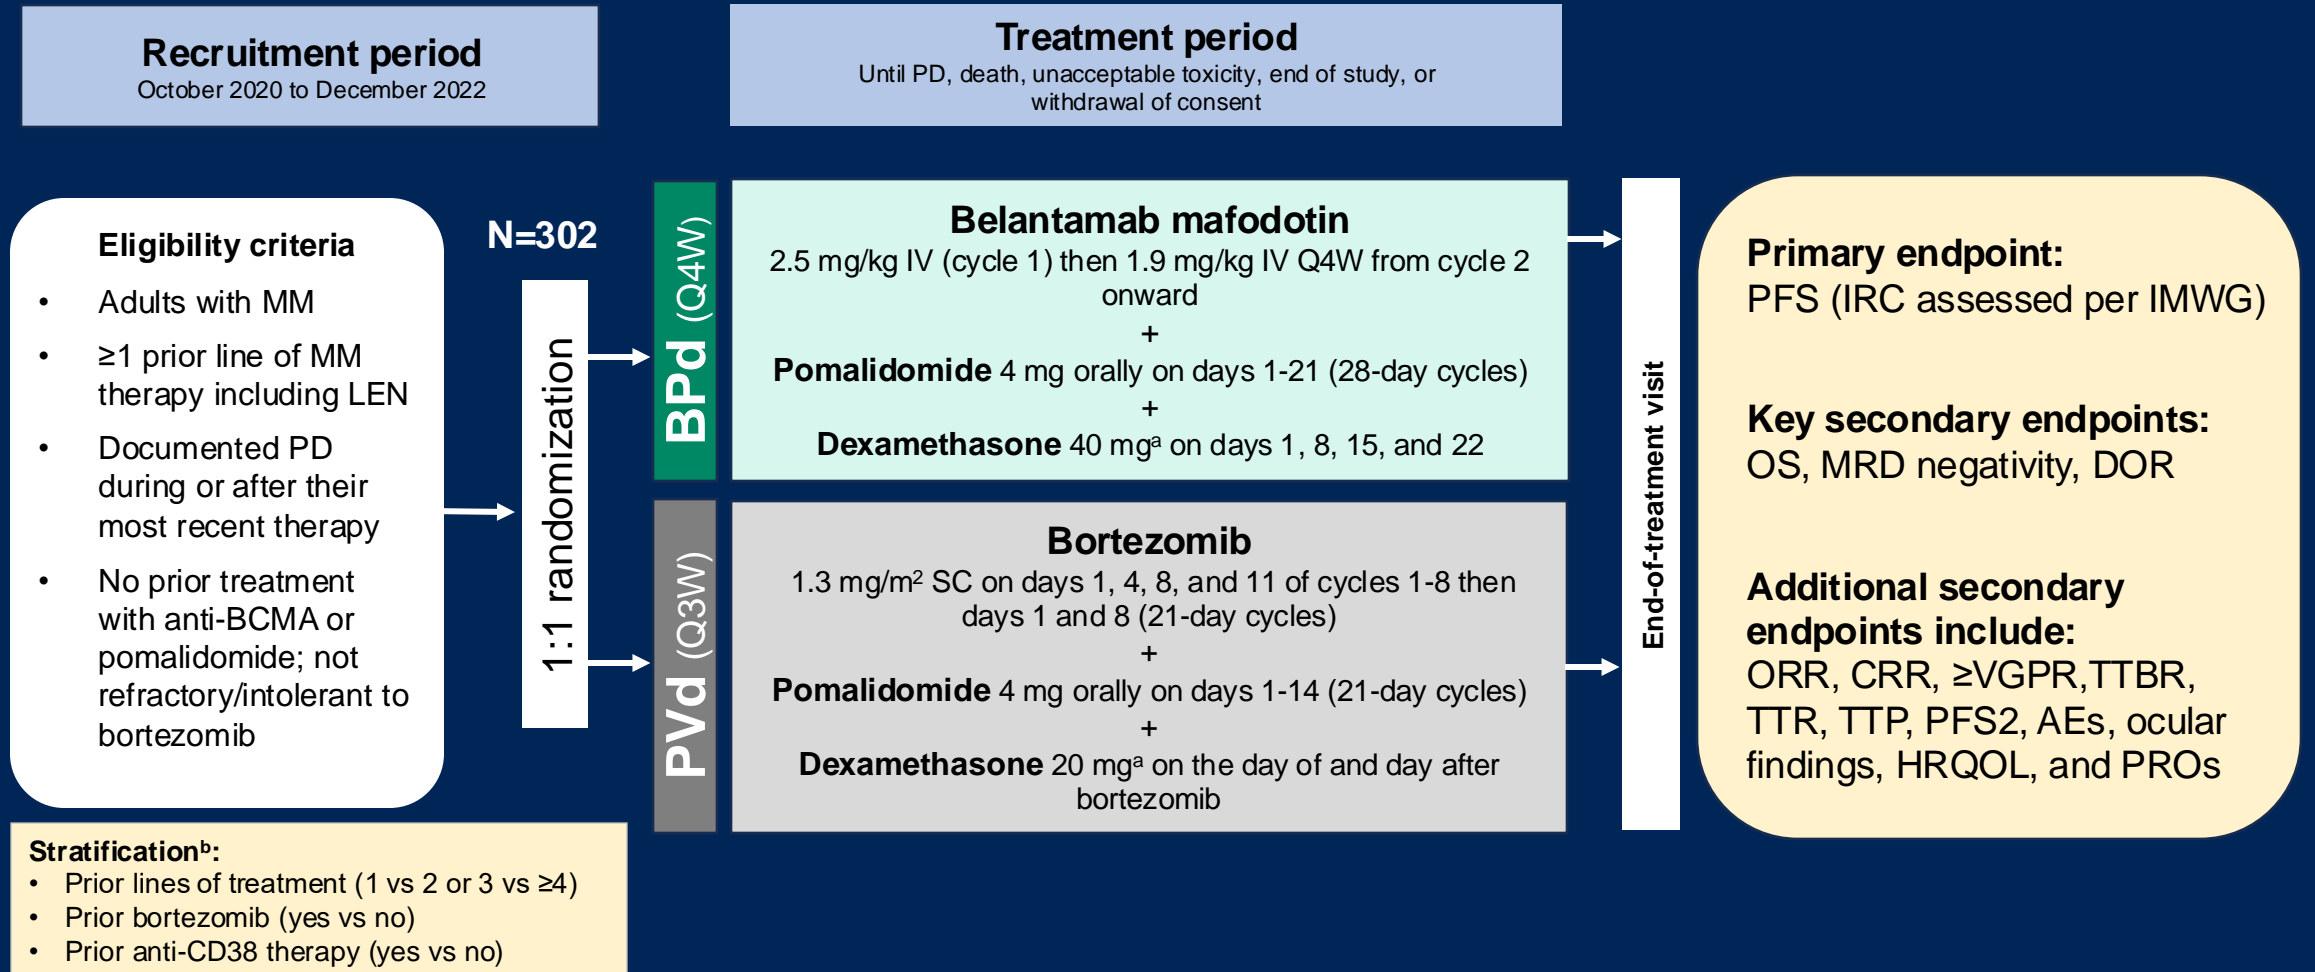 Recruitment period
October 2020 to December 2022
Treatment period
Until PD, death, unacceptable toxicity, end of study, or
withdrawal of consent
Eligibility criteria
• Adults with MM
• ≥1 prior line of MM
therapy including LEN
• Documented PD
during or after their
most recent therapy
• No prior treatment
with anti-BCMA or
pomalidomide; not
refractory/intolerant to
bortezomib
N=302
1:1 randomization
BPd (Q4W)
Belantamab mafodotin
2.5 mg/kg IV (cycle 1) then 1.9 mg/kg IV Q4W from cycle 2
onward
+
Pomalidomide 4 mg orally on days 1-21 (28-day cycles)
+
Dexamethasone 40 mgᵃ on days 1, 8, 15, and 22
PVd (Q3W)
Bortezomib
1.3 mg/m² SC on days 1, 4, 8, and 11 of cycles 1-8 then
days 1 and 8 (21-day cycles)
+
Pomalidomide 4 mg orally on days 1-14 (21-day cycles)
+
Dexamethasone 20 mgᵃ on the day of and day after
bortezomib
End-of-treatment visit
Primary endpoint:
PFS (IRC assessed per IMWG)
Key secondary endpoints:
OS, MRD negativity, DOR
Additional secondary
endpoints include:
ORR, CRR, ≥VGPR,TTBR,
TTR, TTP, PFS2, AEs, ocular
findings, HRQOL, and PROs
Stratificationᵇ:
• Prior lines of treatment (1 vs 2 or 3 vs ≥4)
• Prior bortezomib (yes vs no)
• Prior anti-CD38 therapy (yes vs no)